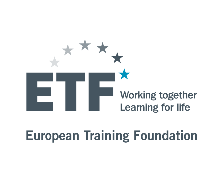 ETF
Working together
Learning for life
European Training Foundation